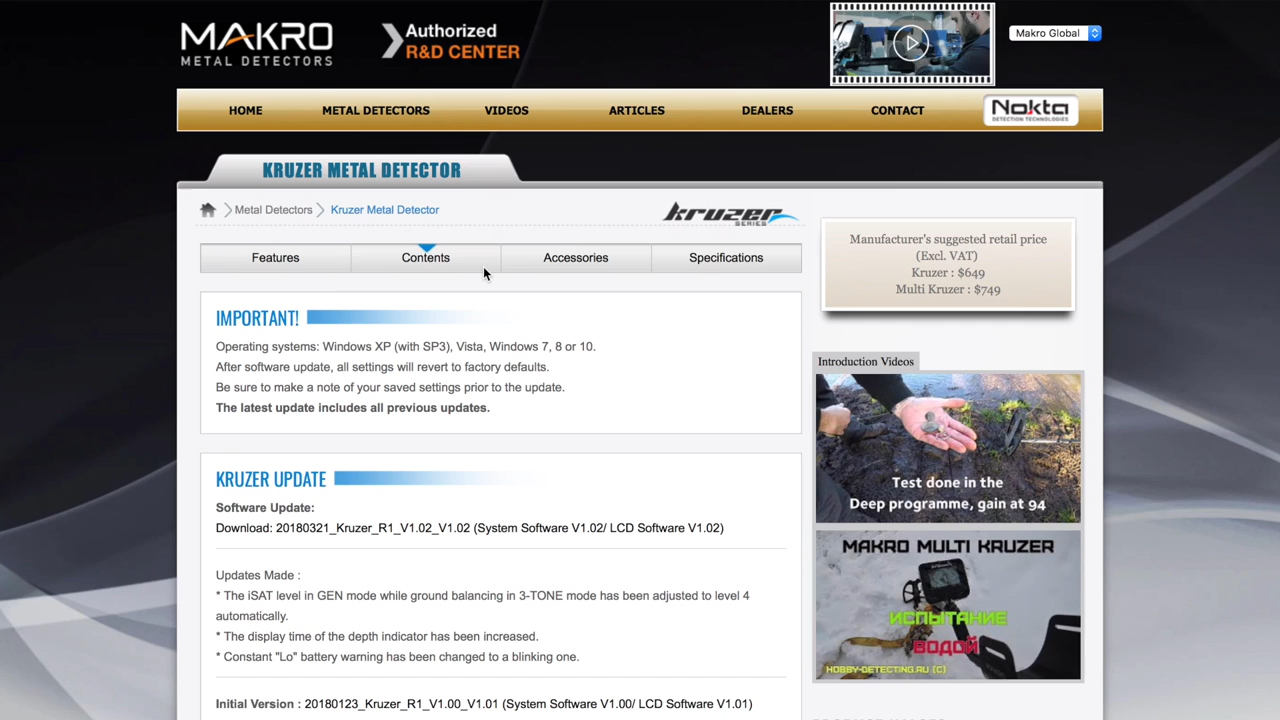 MAKRO
METAL DETECTORS
Authorized
R&D CENTER
Makro Global
HOME METAL DETECTORS VIDEOS ARTICLES DEALERS CONTACT
Nokta
DETECTION TECHNOLOGIES
KRUZER METAL DETECTOR
Metal Detectors Kruzer Metal Detector
kruzer
SERIES
Features Contents Accessories Specifications
IMPORTANT!
Operating systems: Windows XP (with SP3), Vista, Windows 7, 8 or 10.
After software update, all settings will revert to factory defaults.
Be sure to make a note of your saved settings prior to the update.
The latest update includes all previous updates.
KRUZER UPDATE
Software Update:
Download: 20180321_Kruzer_R1_V1.02_V1.02 (System Software V1.02/ LCD Software V1.02)
Updates Made :
* The iSAT level in GEN mode while ground balancing in 3-TONE mode has been adjusted to level 4
automatically.
* The display time of the depth indicator has been increased.
* Constant "Lo" battery warning has been changed to a blinking one.
Initial Version : 20180123_Kruzer_R1_V1.00_V1.01 (System Software V1.00/ LCD Software V1.01)
Manufacturer's suggested retail price
(Excl. VAT)
Kruzer : $649
Multi Kruzer : $749
Introduction Videos
Test done in the
Deep programme, gain at 94
MAKRO MULTI KRUZER
ИСПЫТАНИЕ
ВОДОЙ
HOBBY-DETECTING.RU (C)